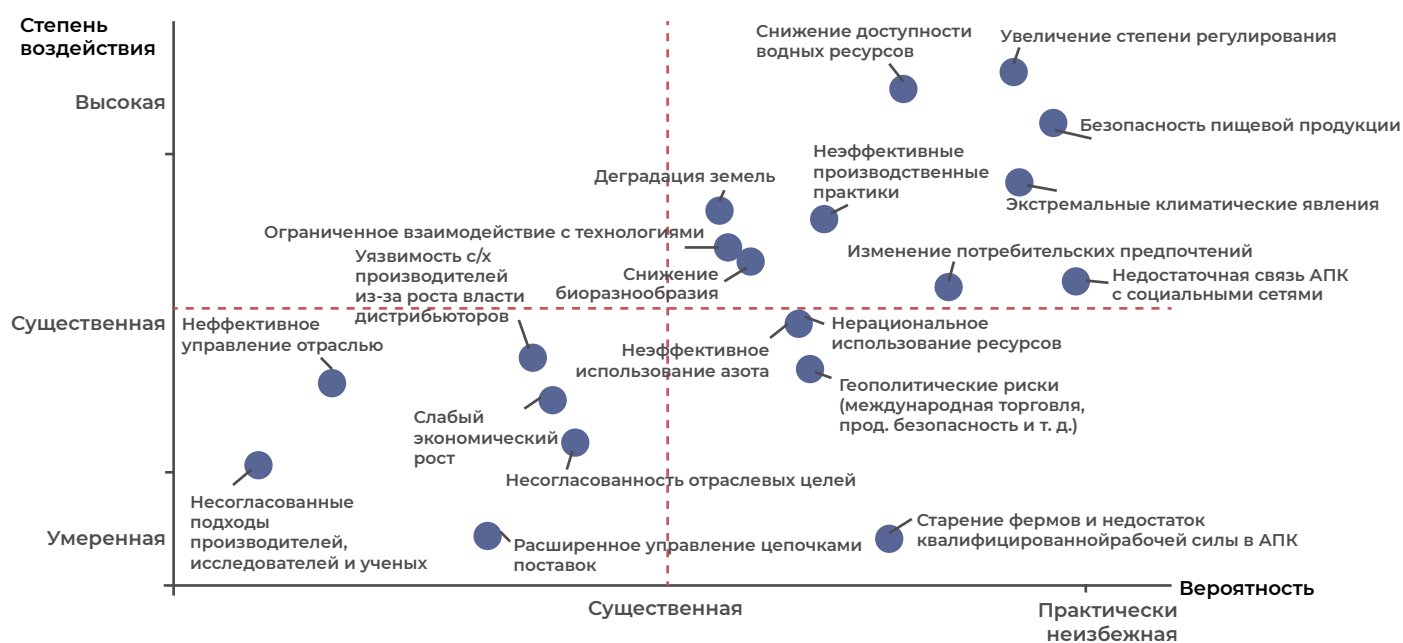 Степень
воздействия
Высокая
Существенная
Умеренная
Снижение доступности
водных ресурсов
Увеличение степени регулирования
Безопасность пищевой продукции
Неэффективные
производственные
практики
Деградация земель
Экстремальные климатические явления
Ограниченное взаимодействие с технологиями
Уязвимость с/х
производителей
из-за роста власти
дистрибьюторов
Снижение
биоразнообразия
Изменение потребительских предпочтений
Недостаточная связь АПК
с социальными сетями
Неффективное
управление отраслью
Неэффективное
использование азота
Нерациональное
использование ресурсов
Геополитические риски
(международная торговля,
прод. безопасность и т. д.)
Слабый
экономический
рост
Несогласованность отраслевых целей
Несогласованные
подходы
производителей,
исследователей и ученых
Расширенное управление цепочками
поставок
Старение фермов и недостаток
квалифицированнойрабочей силы в АПК
Вероятность
Существенная
Практически
неизбежная